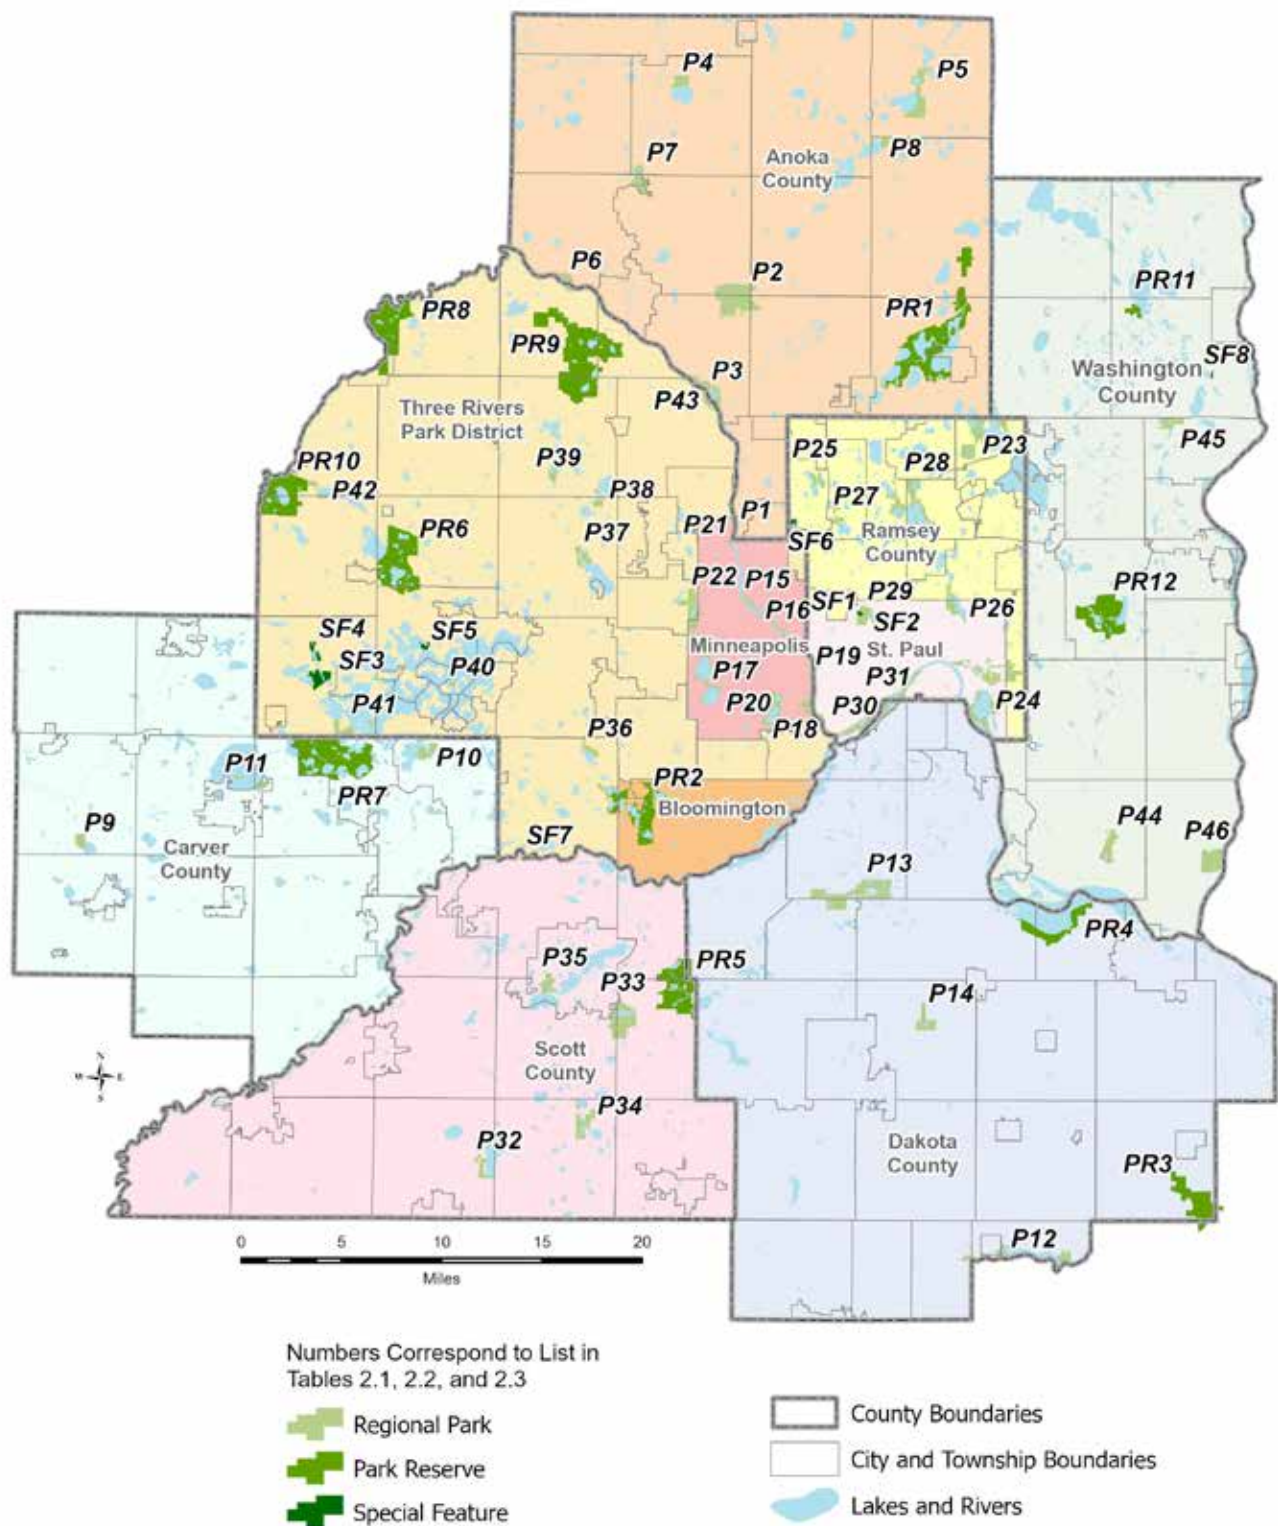 P4
P5
P7
Anoka
County
P8
P6
P2
PR11
PR8
PR1
PR9
SF8
Washington
County
P3
P43
Three Rivers
Park District
P25
P23
P45
P28
PR10
P39
P42
P38
P27
P1
PR6
P37
P21
Ramsey
County
SF6
P22
P15
PR12
P29
P16
SF1
P26
SF2
SF4
SF5
Minneapolis
St. Paul
SF3
P40
P19
P17
P31
P41
P20
P30
P24
P36
P18
P11
P10
PR2
PR7
Bloomington
P9
P44
P46
SF7
Carver
County
P13
PR4
P35
PR5
P33
P14
Scott
County
N
W E
S
P34
P32
Dakota
County
PR3
P12
0 5 10 15 20
Miles
Numbers Correspond to List in
Tables 2.1, 2.2, and 2.3
Regional Park
Park Reserve
Special Feature
County Boundaries
City and Township Boundaries
Lakes and Rivers